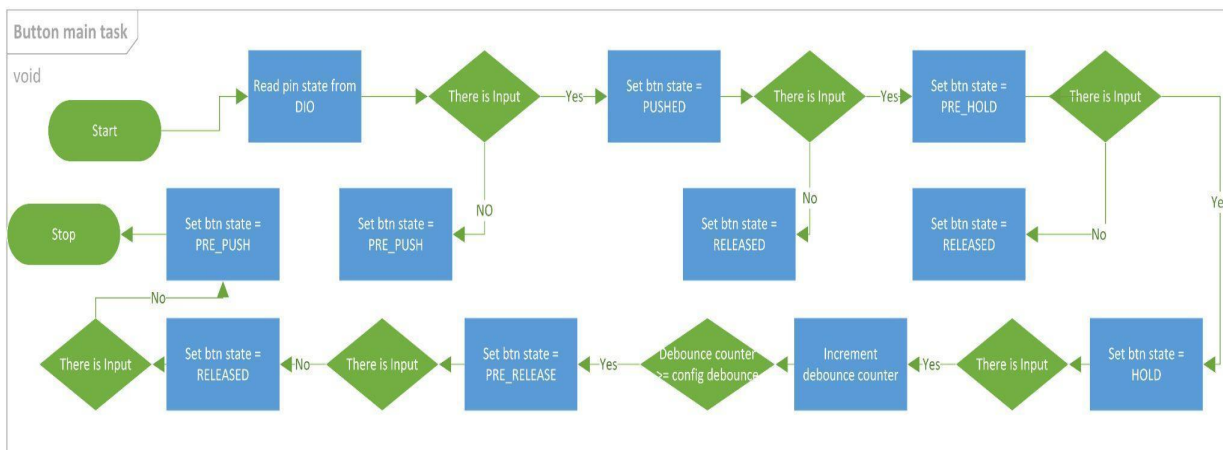 Button main task
void
Start
Read pin state from
DIO
There is Input
Yes
Set btn state =
PUSHED
There is Input
Yes
Set btn state =
PRE_HOLD
There is Input
Ye
NO
No
No
Stop
Set btn state =
PRE_PUSH
Set btn state =
PRE_PUSH
Set btn state =
RELEASED
Set btn state =
RELEASED
No
There is Input
Set btn state =
RELEASED
No
There is Input
Set btn state =
PRE_RELEASE
Yes
Debounce counter
>= config debounce
Increment
debounce counter
Yes
There is Input
Set btn state =
HOLD